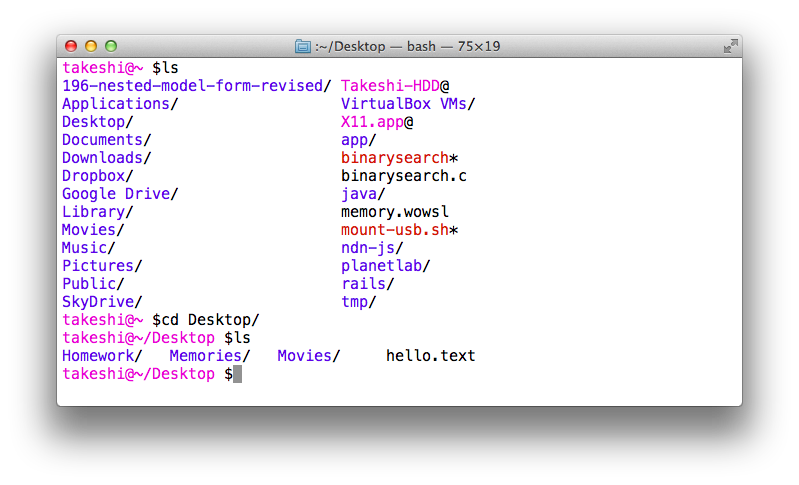 :~/Desktop — bash — 75×19
takeshi@~ $ls
196-nested-model-form-revised/ Takeshi-HDD@
Applications/                  VirtualBox VMs/
Desktop/                       X11.app@
Documents/                     app/
Downloads/                     binarysearch*
Dropbox/                       binarysearch.c
Google Drive/                  java/
Library/                       memory.wowsl
Movies/                        mount-usb.sh*
Music/                         ndn-js/
Pictures/                      planetlab/
Public/                        rails/
SkyDrive/                      tmp/
takeshi@~ $cd Desktop/
takeshi@~/Desktop $ls
Homework/   Memories/   Movies/     hello.text
takeshi@~/Desktop $